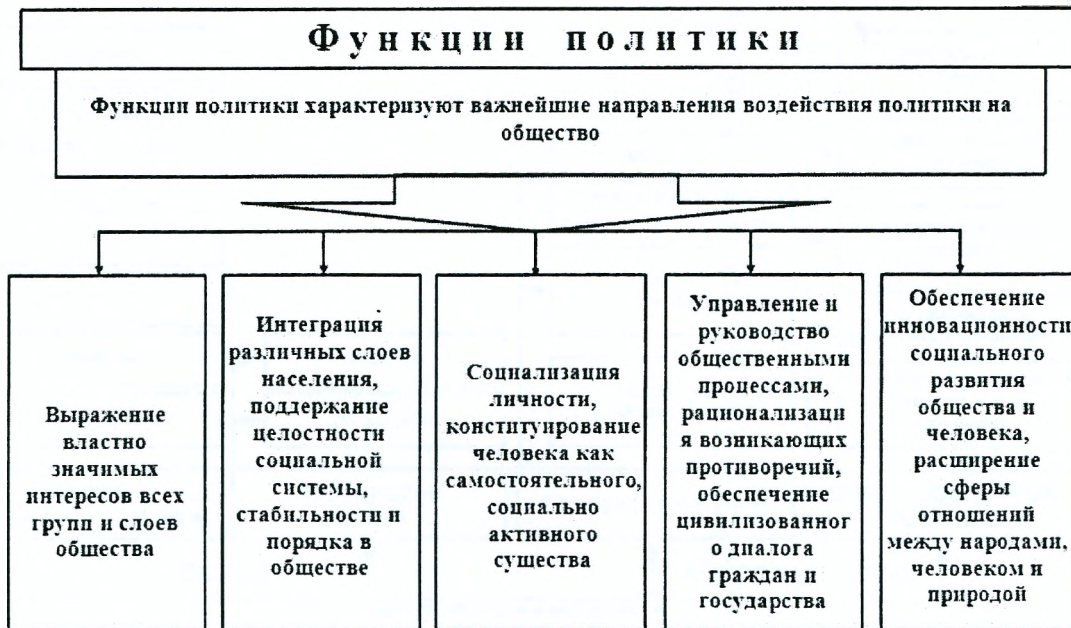 Функции политики
Функции политики характеризуют важнейшие направления воздействия политики на
общество
Выражение
властно
значимых
интересов всех
групп и слоев
общества
Интеграция
различных слоев
населения,
поддержание
целостности
социальной
системы,
стабильности и
порядка в
обществе
Социализация
личности,
конституирование
человека как
самостоятельного,
социально
активного
существа
Управление и
руководство
общественными
процессами,
рационализаци
я возникающих
противоречий,
обеспечение
цивилизованног
о диалога
граждан и
государства
Обеспечение
инновационности
социального
развития
общества и
человека,
расширение
сферы
отношений
между народами,
человеком и
природой